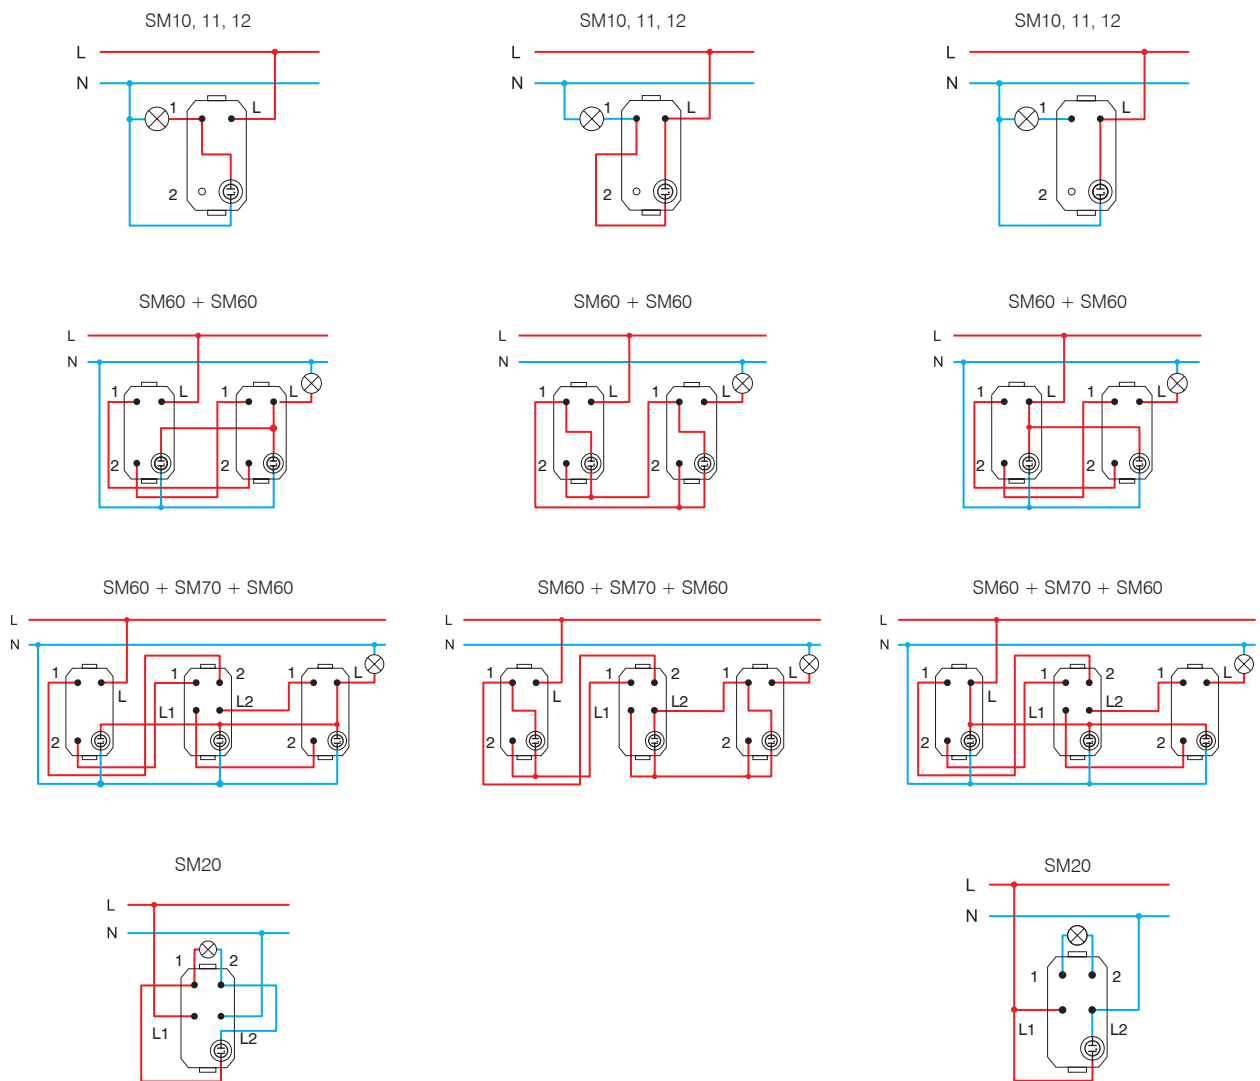 SM10, 11, 12 SM10, 11, 12 SM10, 11, 12
L L L
N N N
1 L 1 L 1 L
2 2 2
SM60 + SM60 SM60 + SM60 SM60 + SM60
L L L
N N N
1 L 1 L 1 L 1 L 1 L 1 L
2 2 2 2 2 2
SM60 + SM70 + SM60 SM60 + SM70 + SM60 SM60 + SM70 + SM60
L L L
N N N
1 1 2 1 L 1 1 2 1 L 1 1 2 1 L
L L1 L2 L L1 L2 L L1 L2
2 2 2 2 2 2
SM20 SM20
L L
N N
1 2 1 2
L1 L2 L1 L2